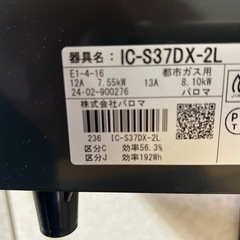 器具名: IC-S37DX-2L
E1-4-16 都市ガス用
12A 7.55kW 13A 8.10kW
24-02-900276 パロマ
株式会社パロマ
236 IC-S37DX-2L
区分C 効率56.3%
区分J 効率192Wh
P
T